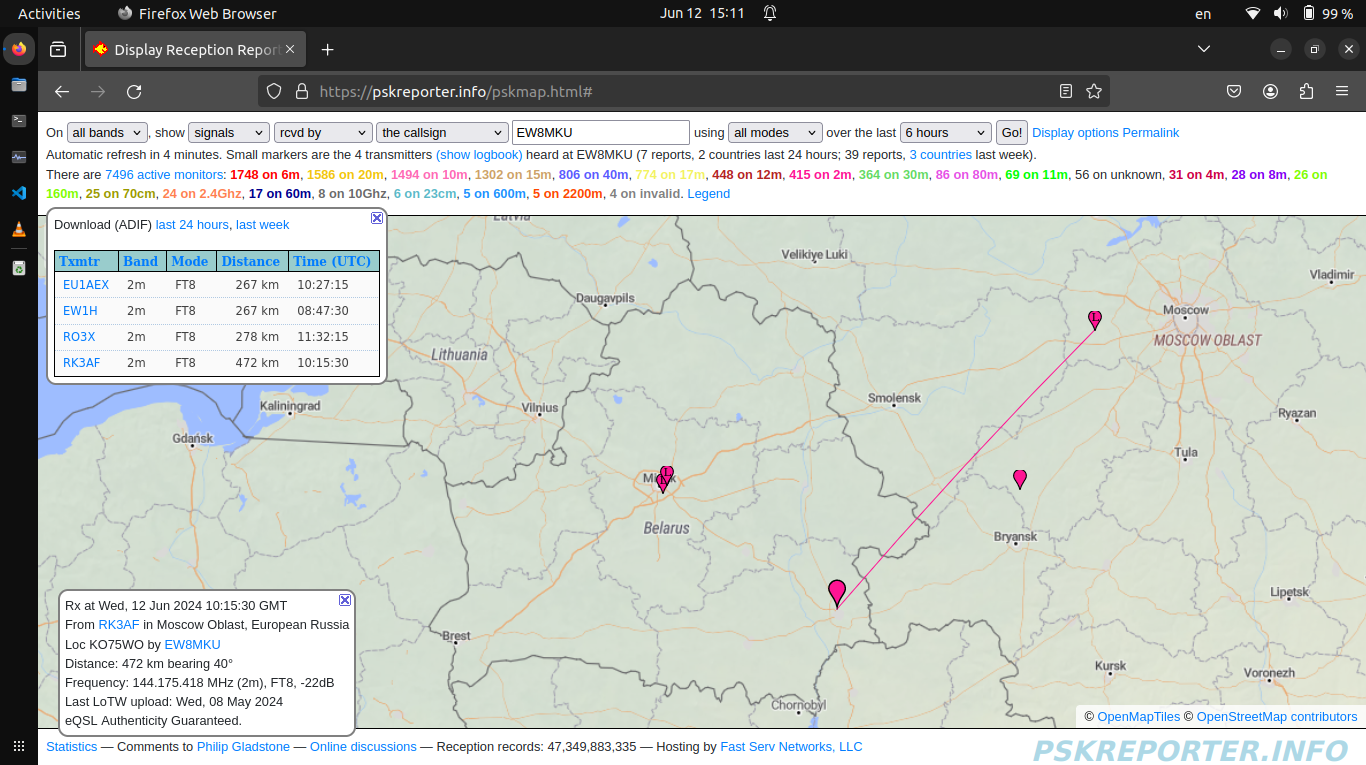 Activities Firefox Web Browser Jun 12 15:11 en 99 %
Display Reception Repor
https://pskreporter.info/pskmap.html#
On all bands, show signals rcvd by the callsign EW8MKU using all modes over the last 6 hours Go! Display options Permalink
Automatic refresh in 4 minutes. Small markers are the 4 transmitters (show logbook) heard at EW8MKU (7 reports, 2 countries last 24 hours; 39 reports, 3 countries last week).
There are 7496 active monitors: 1748 on 6m, 1586 on 20m, 1494 on 10m, 1302 on 15m, 806 on 40m, 774 on 17m, 448 on 12m, 415 on 2m, 364 on 30m, 86 on 80m, 69 on 11m, 56 on unknown, 31 on 4m, 28 on 8m, 26 on
160m, 25 on 70cm, 24 on 2.4Ghz, 17 on 60m, 8 on 10Ghz, 6 on 23cm, 5 on 600m, 5 on 2200m, 4 on invalid. Legend
Download (ADIF) last 24 hours, last week
Txmtr Band Mode Distance Time (UTC)
EU1AEX 2m FT8 267 km 10:27:15
EW1H 2m FT8 267 km 08:47:30
RO3X 2m FT8 278 km 11:32:15
RK3AF 2m FT8 472 km 10:15:30
Latvia
Velikiye Luki
Vladimir
Daugavpils
Moscow
MOSCOW OBLAST
Lithuania
Smolensk
Kaliningrad
Vilnius
Ryazan
Gdańsk
Tula
Minsk
Belarus
Bryansk
Lipetsk
Brest
Kursk
Voronezh
Chornobyl
Rx at Wed, 12 Jun 2024 10:15:30 GMT
From RK3AF in Moscow Oblast, European Russia
Loc KO75WO by EW8MKU
Distance: 472 km bearing 40°
Frequency: 144.175.418 MHz (2m), FT8, -22dB
Last LoTW upload: Wed, 08 May 2024
eQSL Authenticity Guaranteed.
© OpenMapTiles © OpenStreetMap contributors
Statistics — Comments to Philip Gladstone — Online discussions — Reception records: 47,349,883,335 — Hosting by Fast Serv Networks, LLC
PSKREPORTER.INFO